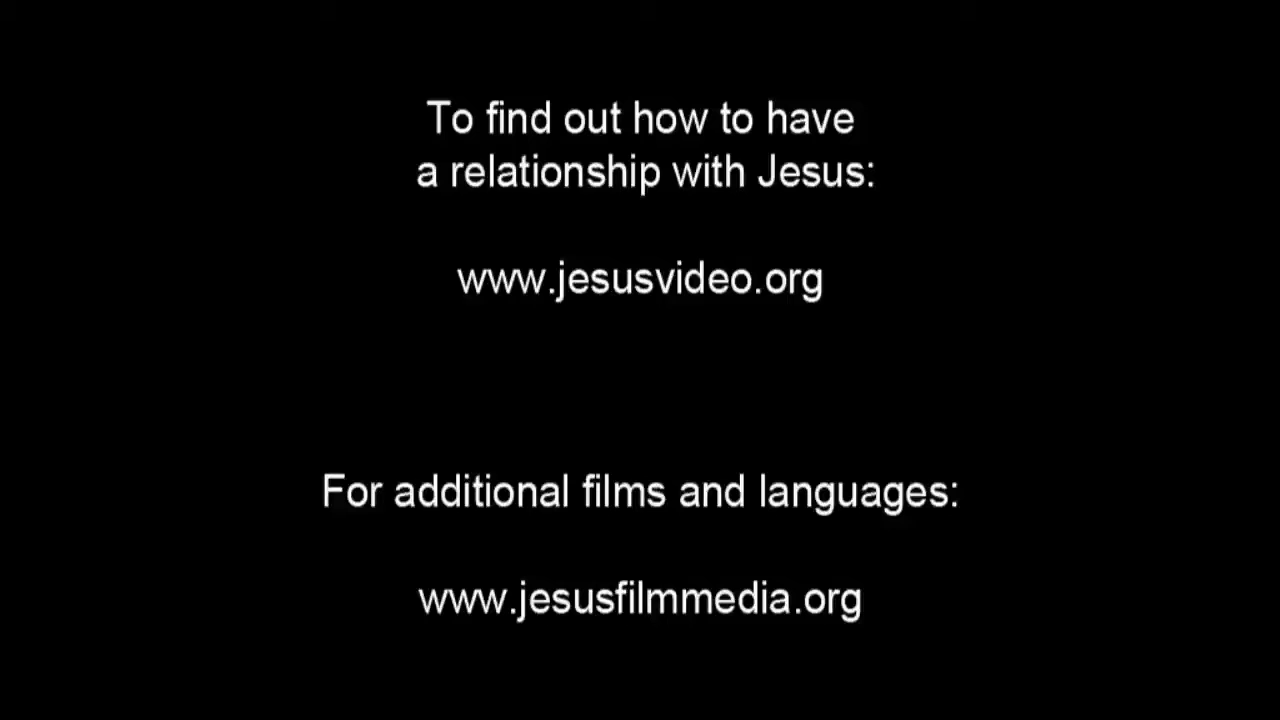 To find out how to have
a relationship with Jesus:
www.jesusvideo.org
For additional films and languages:
www.jesusfilmmedia.org